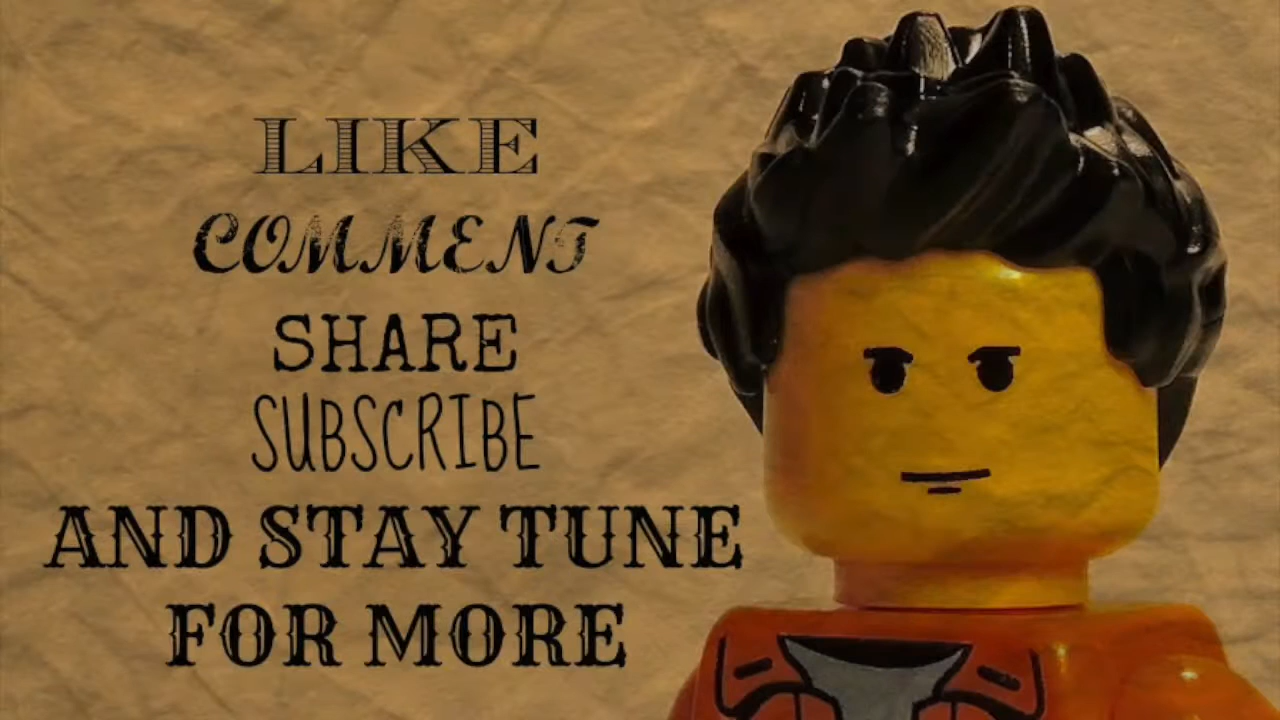 LIKE
COMMENT
SHARE
SUBSCRIBE
AND STAY TUNE
FOR MORE